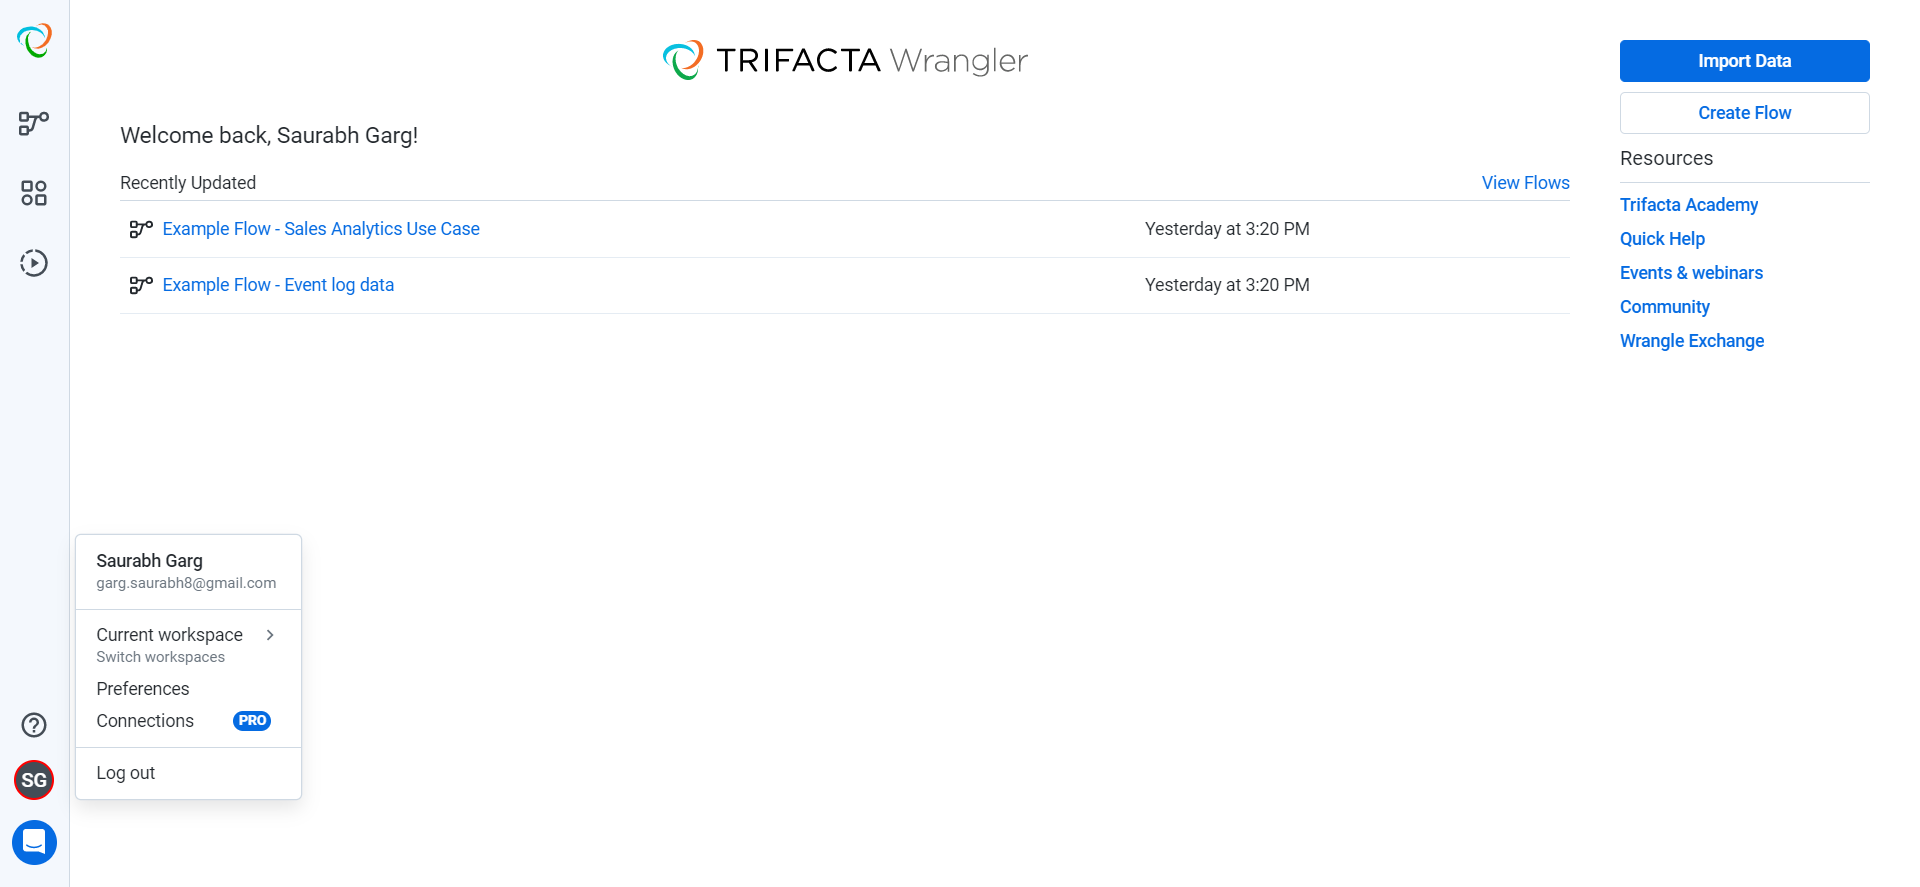 TRIFACTA Wrangler
Welcome back, Saurabh Garg!
Recently Updated
View Flows
Example Flow - Sales Analytics Use Case
Yesterday at 3:20 PM
Example Flow - Event log data
Yesterday at 3:20 PM
Import Data
Create Flow
Resources
Trifacta Academy
Quick Help
Events & webinars
Community
Wrangle Exchange
Saurabh Garg
garg.saurabh8@gmail.com
Current workspace
Switch workspaces
Preferences
Connections PRO
Log out
SG